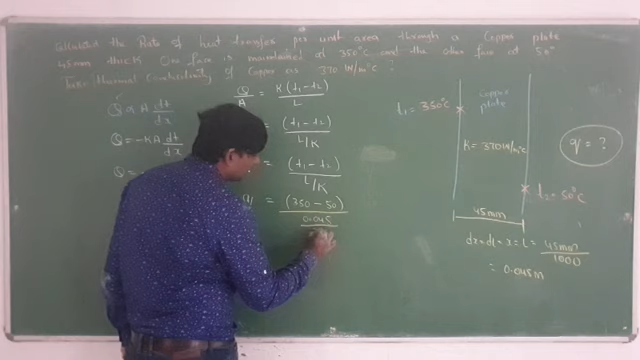 Calculate the Rate of heat transfer per unit area through a Copper plate
45mm thick One face is maintained at 350°C and the other face at 50°
Take Thermal Conductivity of Copper as 370 W/m°C ?
Q ∝ A dt/dx
Q = -KA dt/dx
Q = -
Q/A = K(t1-t2)/L
= (t1-t2)/(L/K)
= (t1-t2)/(L/K)
q = (350-50)/0.045
t1=350°C
copper plate
K = 370W/m°C
q = ?
t2=50°C
45mm
dx = dl = x = L = 45mm/1000
= 0.045M